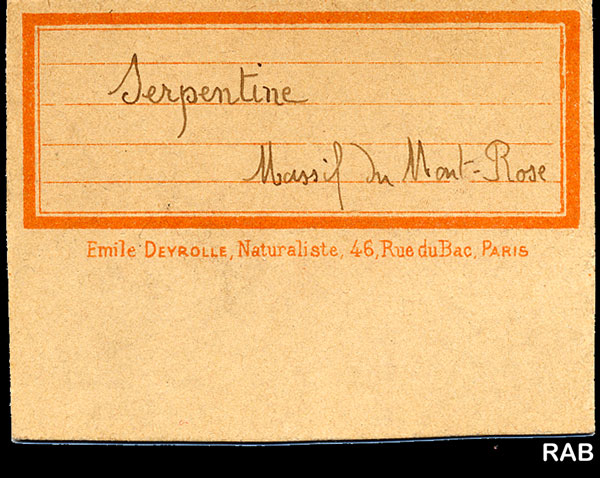 Serpentine
Massif du Mont-Rose
Emile DEYROLLE, Naturaliste, 46, Rue du Bac, PARIS
RAB